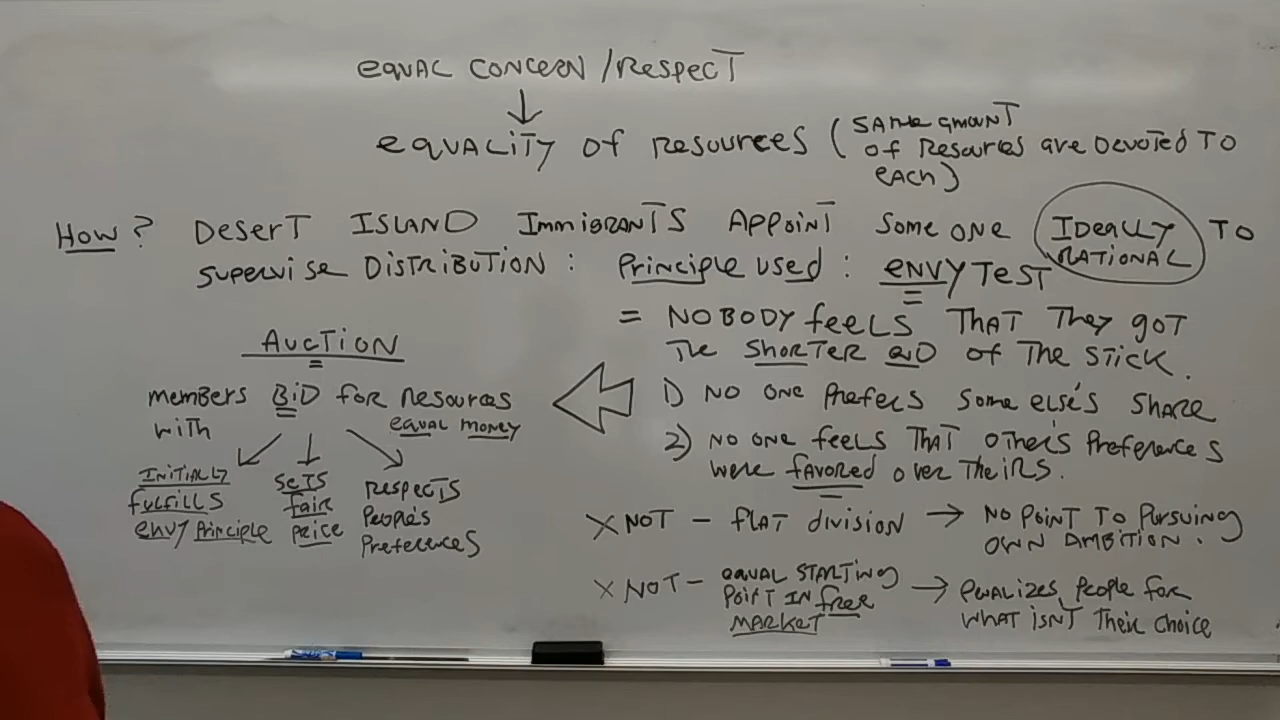 equal concern / respect
↓
equality of resources (same amount
of resources are devoted to
each)
How? Desert Island Immigrants appoint someone ideally to
rational
supervise distribution : Principle used : envy test
= Nobody feels that they got
the shorter end of the stick.
1) No one prefers some else's share
2) No one feels that other's preferences
were favored over theirs.
X Not - flat division → No point to pursuing
own ambition.
X Not - equal starting → penalizes people for
point in free what isn't their choice
market
Auction
members bid for resources
with equal money
Initially
fulfills
envy principle
sets
fair
price
respects
people's
preferences